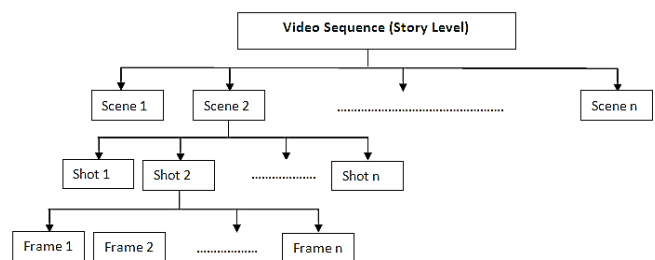 Video Sequence (Story Level)
Scene 1 Scene 2 ................................................ Scene n
Shot 1 Shot 2 .................. Shot n
Frame 1 Frame 2 ................. Frame n